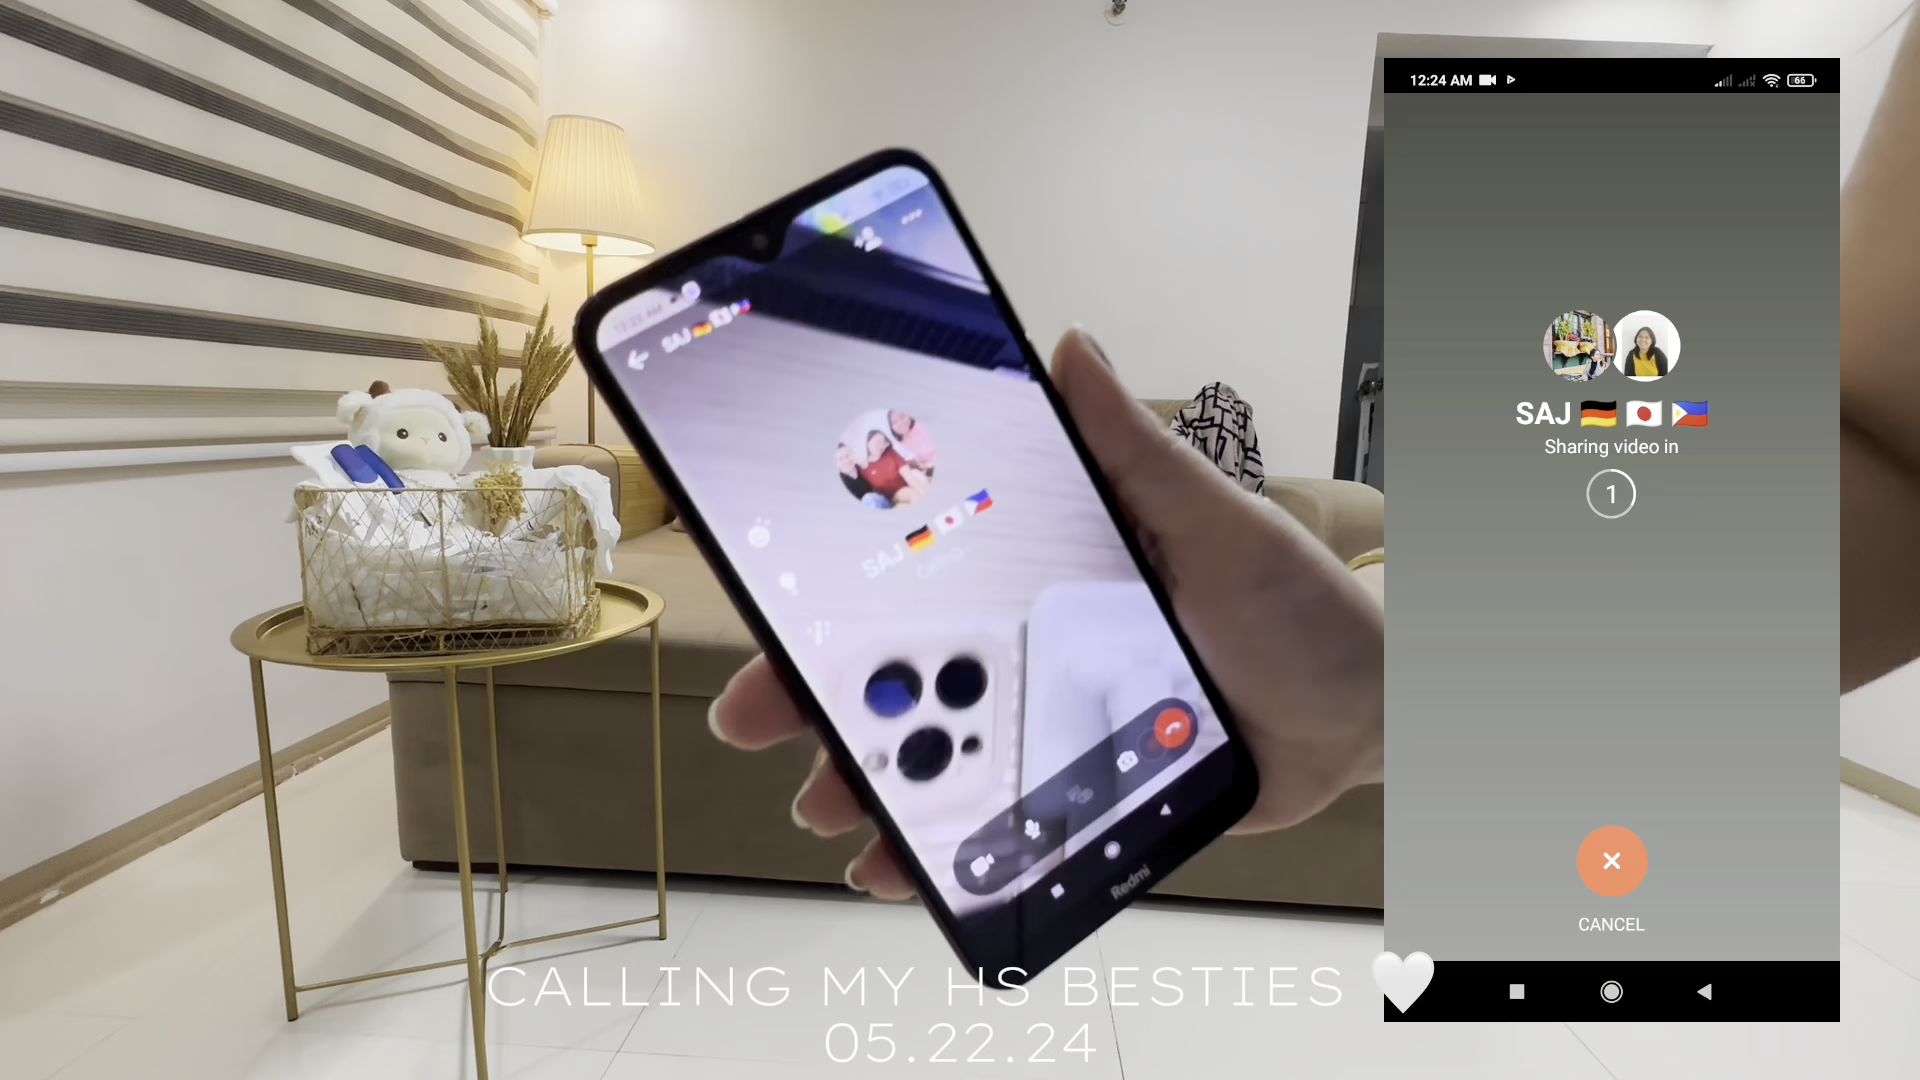 12:24 AM
66
SAJ 🇩🇪 🇯🇵 🇵🇭
SAJ 🇩🇪 🇯🇵 🇵🇭
Sharing video in
1
SAJ 🇩🇪 🇯🇵 🇵🇭
Redmi
CANCEL
CALLING MY HS BESTIES 🤍
05.22.24